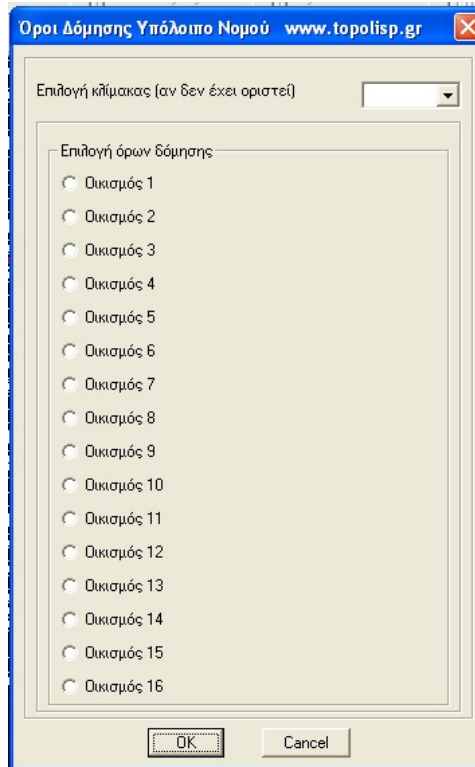 Όροι Δόμησης Υπόλοιπο Νομού www.topolisp.gr
Επιλογή κλίμακας (αν δεν έχει οριστεί)
Επιλογή όρων δόμησης
Οικισμός 1
Οικισμός 2
Οικισμός 3
Οικισμός 4
Οικισμός 5
Οικισμός 6
Οικισμός 7
Οικισμός 8
Οικισμός 9
Οικισμός 10
Οικισμός 11
Οικισμός 12
Οικισμός 13
Οικισμός 14
Οικισμός 15
Οικισμός 16
OK Cancel